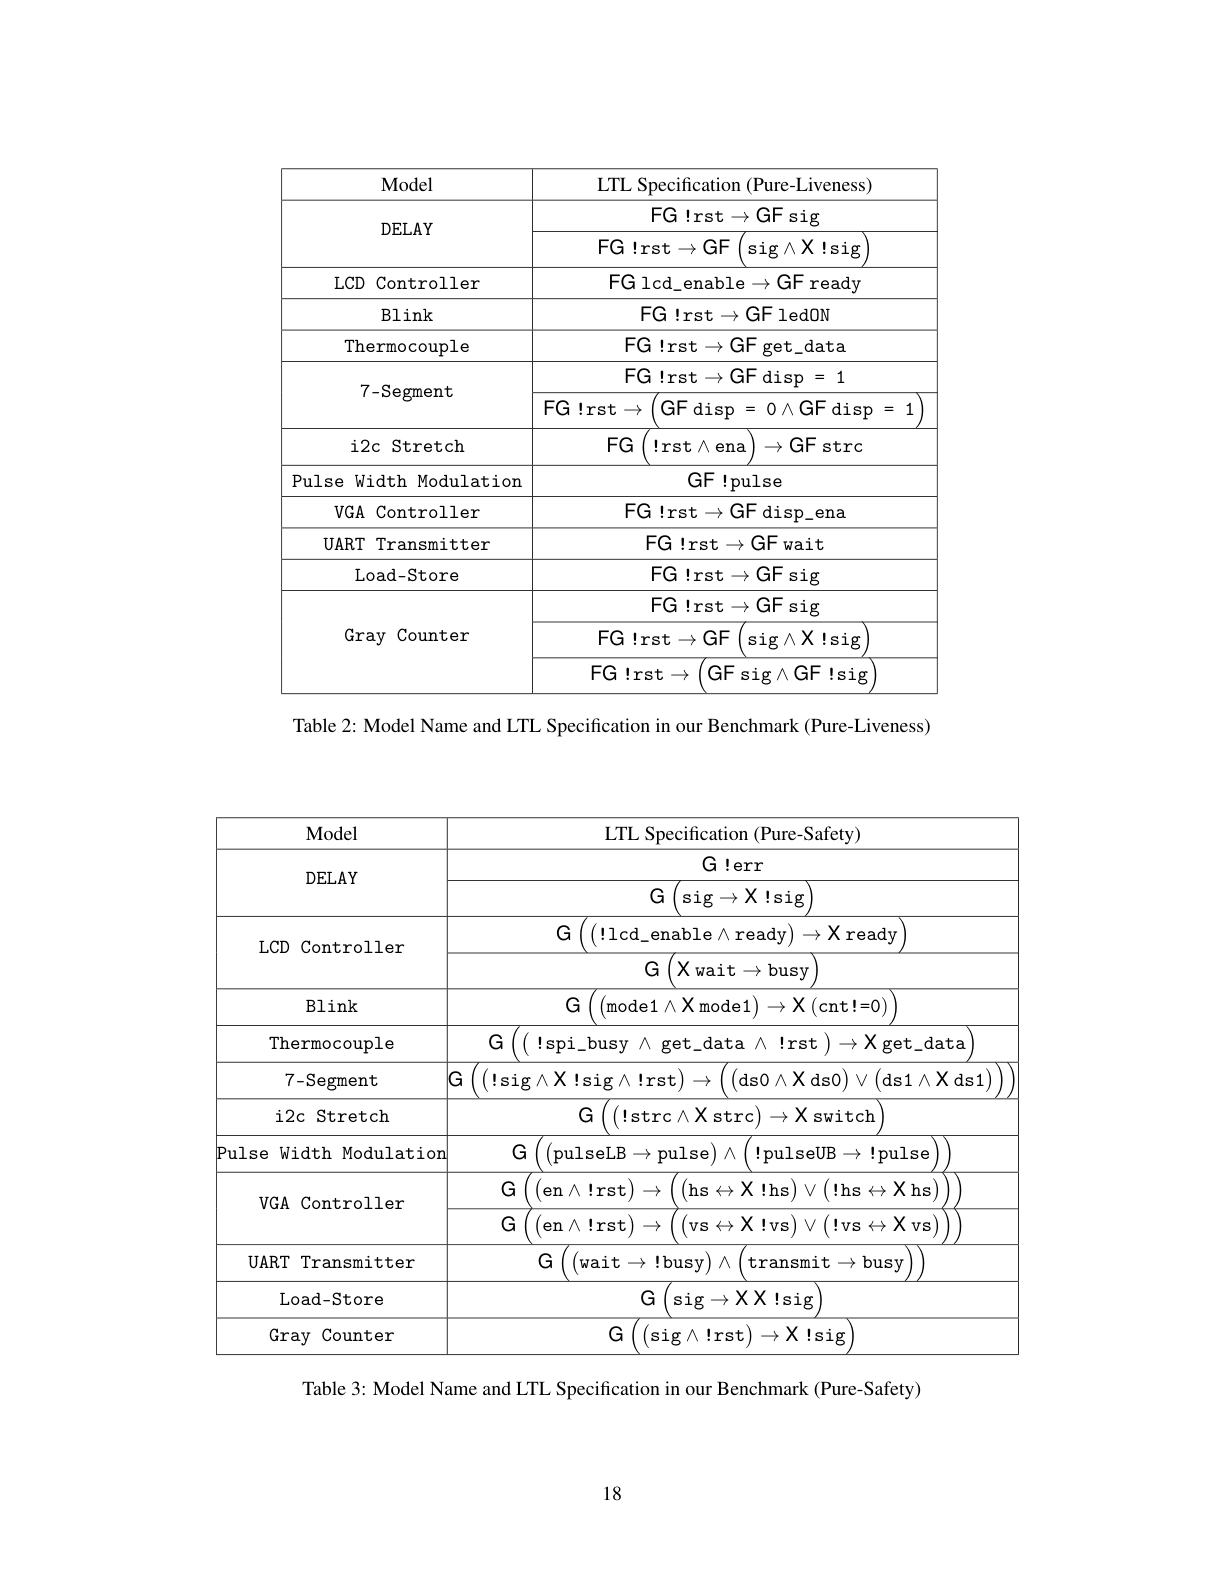 Model LTL Specification (Pure-Liveness)
DELAY
FG !rst → GF sig
FG !rst → GF (sig ∧ X !sig)
LCD Controller FG lcd_enable → GF ready
Blink FG !rst → GF ledON
Thermocouple FG !rst → GF get_data
7-Segment
FG !rst → GF disp = 1
FG !rst → (GF disp = 0 ∧ GF disp = 1)
i2c Stretch FG (!rst ∧ ena) → GF strc
Pulse Width Modulation GF !pulse
VGA Controller FG !rst → GF disp_ena
UART Transmitter FG !rst → GF wait
Load-Store FG !rst → GF sig
Gray Counter
FG !rst → GF sig
FG !rst → GF (sig ∧ X !sig)
FG !rst → (GF sig ∧ GF !sig)
Table 2: Model Name and LTL Specification in our Benchmark (Pure-Liveness)
Model LTL Specification (Pure-Safety)
DELAY
G !err
G (sig → X !sig)
LCD Controller
G ((!lcd_enable ∧ ready) → X ready)
G (X wait → busy)
Blink G ((mode1 ∧ X mode1) → X (cnt!=0))
Thermocouple G (( !spi_busy ∧ get_data ∧ !rst ) → X get_data)
7-Segment G ((!sig ∧ X !sig ∧ !rst) → ((ds0 ∧ X ds0) ∨ (ds1 ∧ X ds1)))
i2c Stretch G ((!strc ∧ X strc) → X switch)
Pulse Width Modulation G ((pulseLB → pulse) ∧ (!pulseUB → !pulse))
VGA Controller
G ((en ∧ !rst) → ((hs ↔ X !hs) ∨ (!hs ↔ X hs)))
G ((en ∧ !rst) → ((vs ↔ X !vs) ∨ (!vs ↔ X vs)))
UART Transmitter G ((wait → !busy) ∧ (transmit → busy))
Load-Store G (sig → X X !sig)
Gray Counter G ((sig ∧ !rst) → X !sig)
Table 3: Model Name and LTL Specification in our Benchmark (Pure-Safety)
18